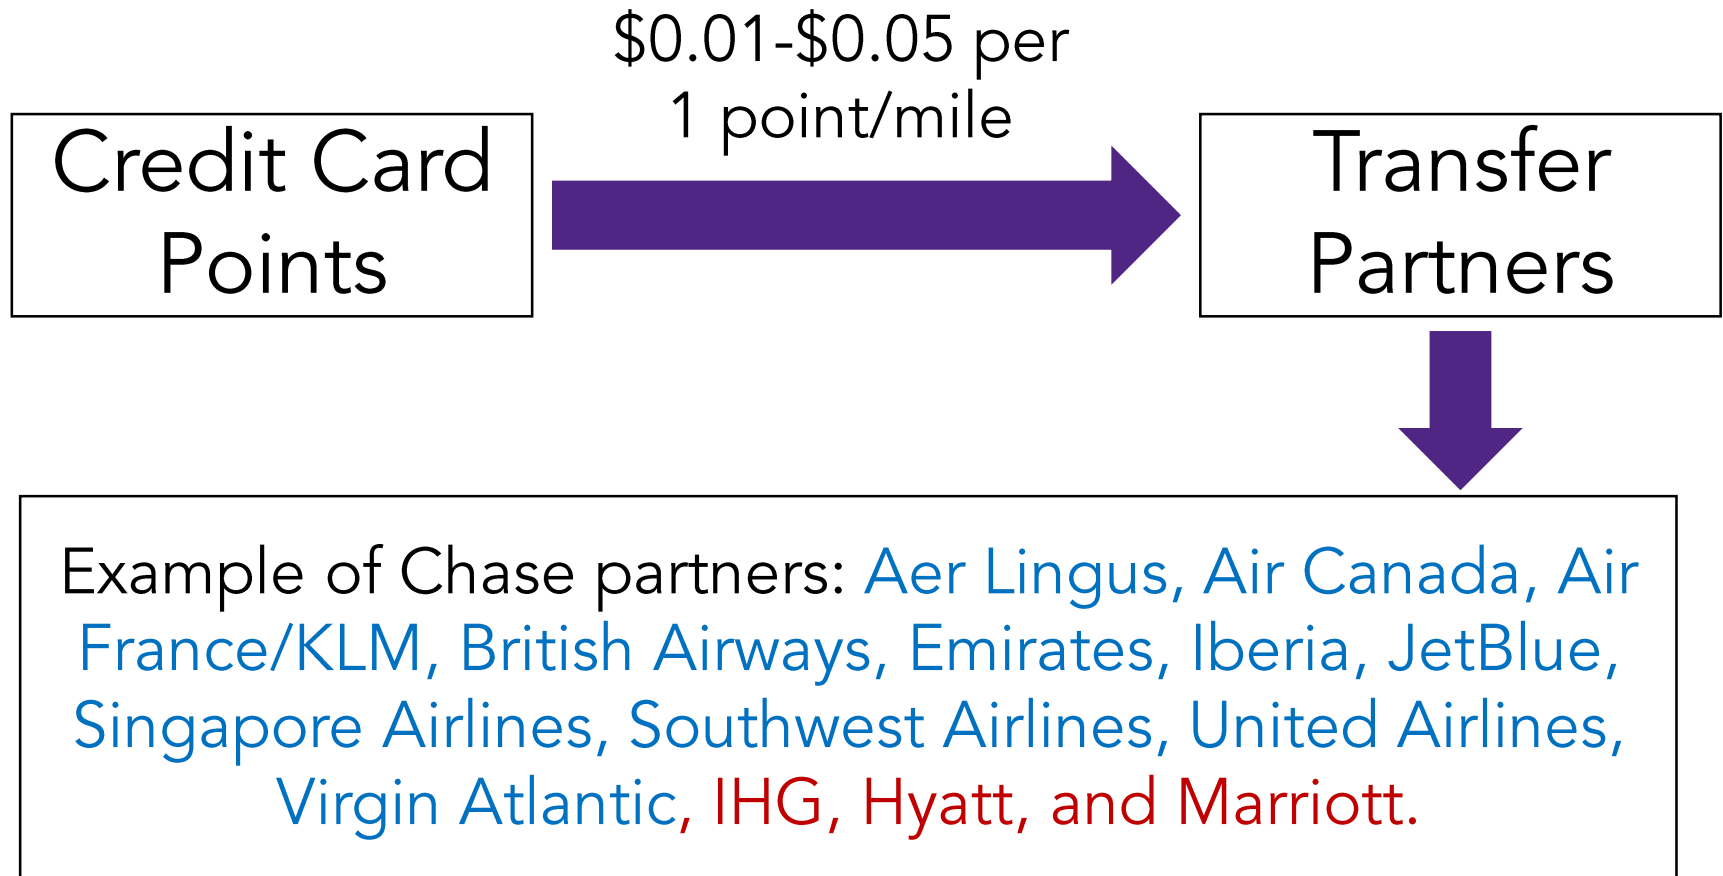 $0.01-$0.05 per
1 point/mile
Credit Card
Points
Transfer
Partners
Example of Chase partners: Aer Lingus, Air Canada, Air
France/KLM, British Airways, Emirates, Iberia, JetBlue,
Singapore Airlines, Southwest Airlines, United Airlines,
Virgin Atlantic, IHG, Hyatt, and Marriott.